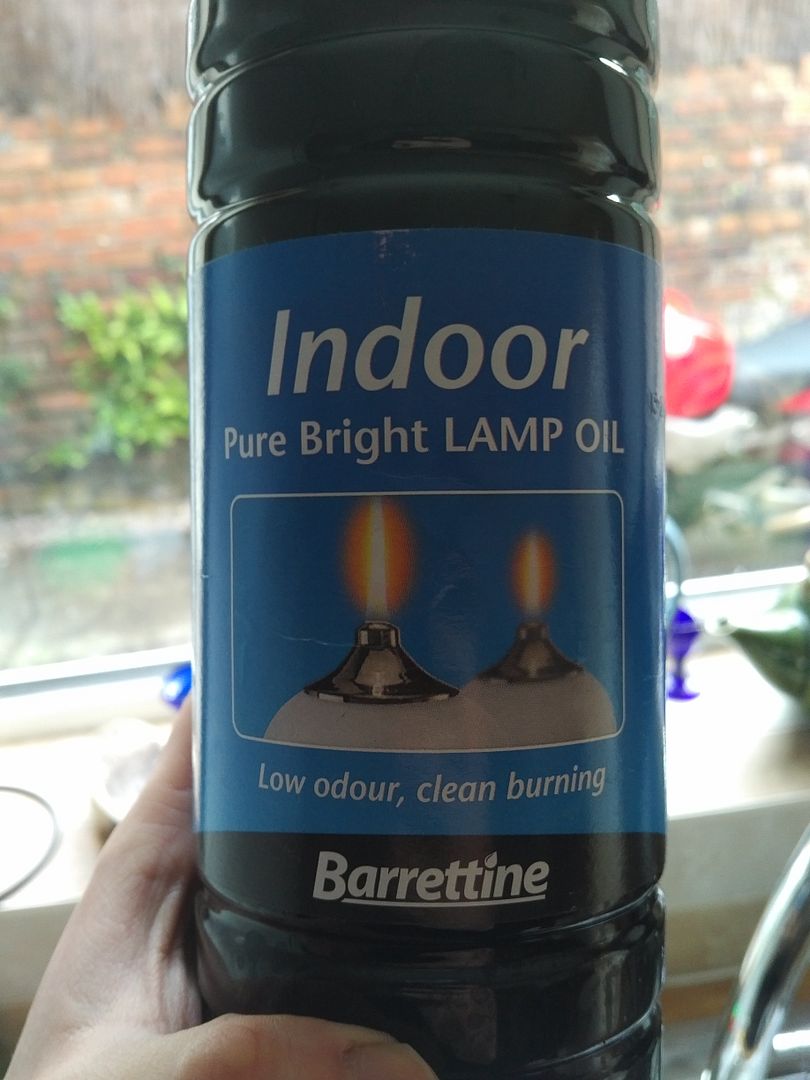 Indoor
Pure Bright LAMP OIL
Low odour, clean burning
Barrettine